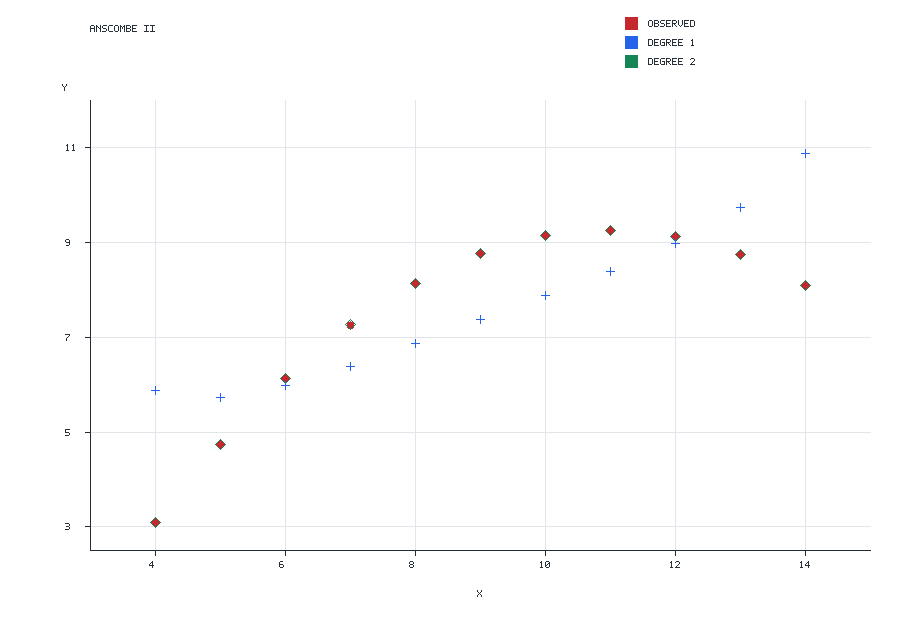 ANSCOMBE II
OBSERVED
DEGREE 1
DEGREE 2
Y
11
9
7
5
3
4 6 8 10 12 14
X